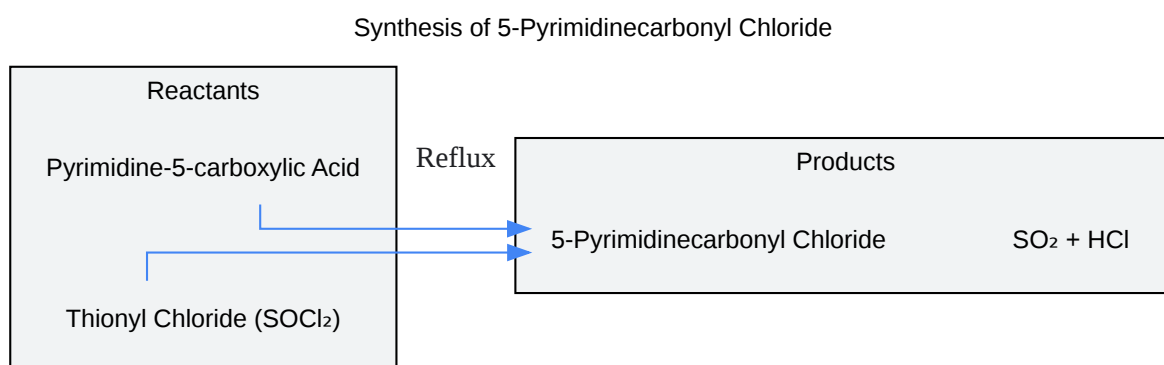 Synthesis of 5-Pyrimidinecarbonyl Chloride
Reactants
Pyrimidine-5-carboxylic Acid
Thionyl Chloride (SOCl₂)
Reflux
Products
5-Pyrimidinecarbonyl Chloride
SO₂ + HCl